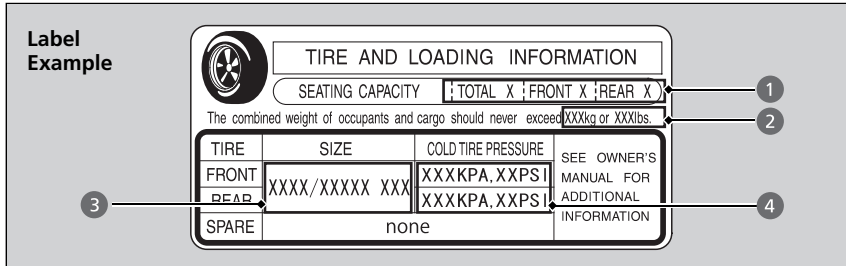 Label
Example
TIRE AND LOADING INFORMATION
SEATING CAPACITY TOTAL X FRONT X REAR X
1
The combined weight of occupants and cargo should never exceed XXXkg or XXXlbs.
2
TIRE SIZE COLD TIRE PRESSURE
SEE OWNER'S
MANUAL FOR
ADDITIONAL
INFORMATION
FRONT XXXX/XXXXX XXX XXXKPA,XXPSI
REAR XXXKPA,XXPSI
3
4
SPARE none